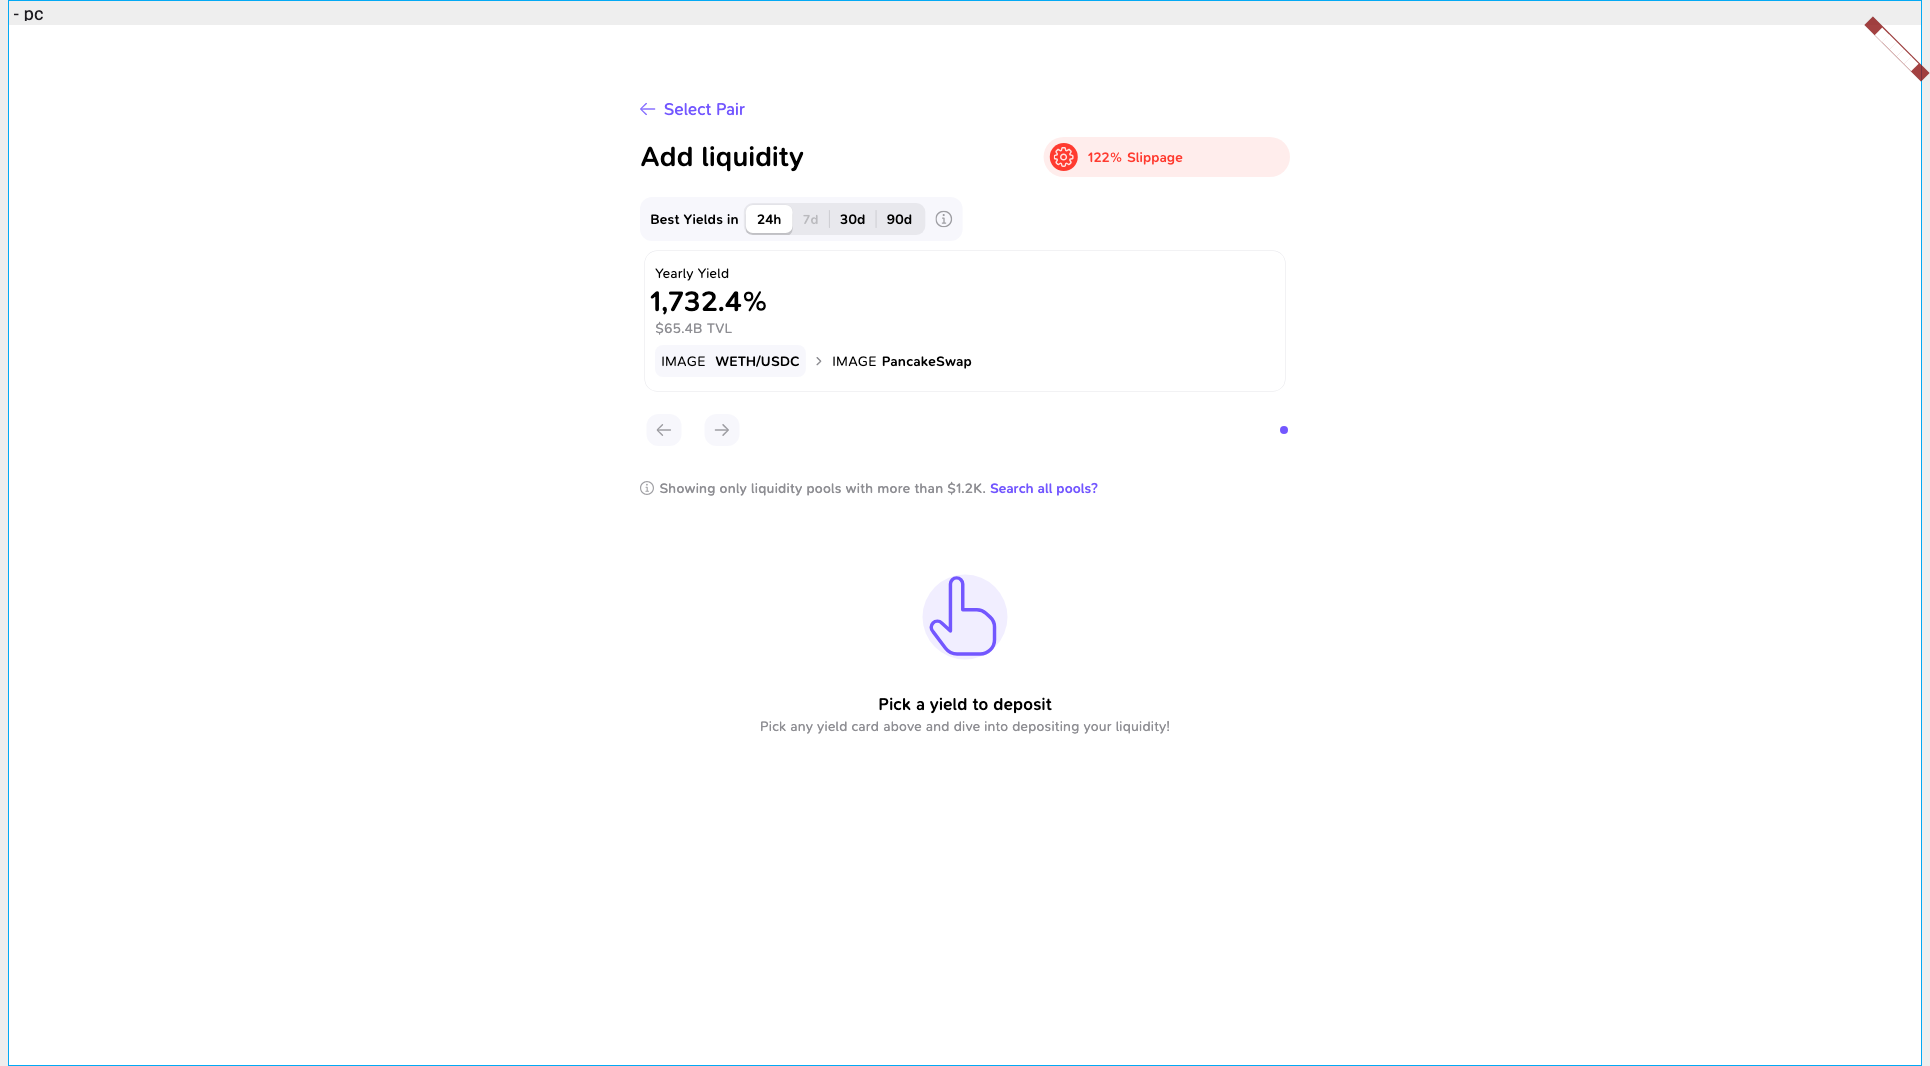 - pc
Select Pair
Add liquidity
122% Slippage
Best Yields in 24h 7d 30d 90d
Yearly Yield
1,732.4%
$65.4B TVL
IMAGE WETH/USDC > IMAGE PancakeSwap
Showing only liquidity pools with more than $1.2K. Search all pools?
Pick a yield to deposit
Pick any yield card above and dive into depositing your liquidity!